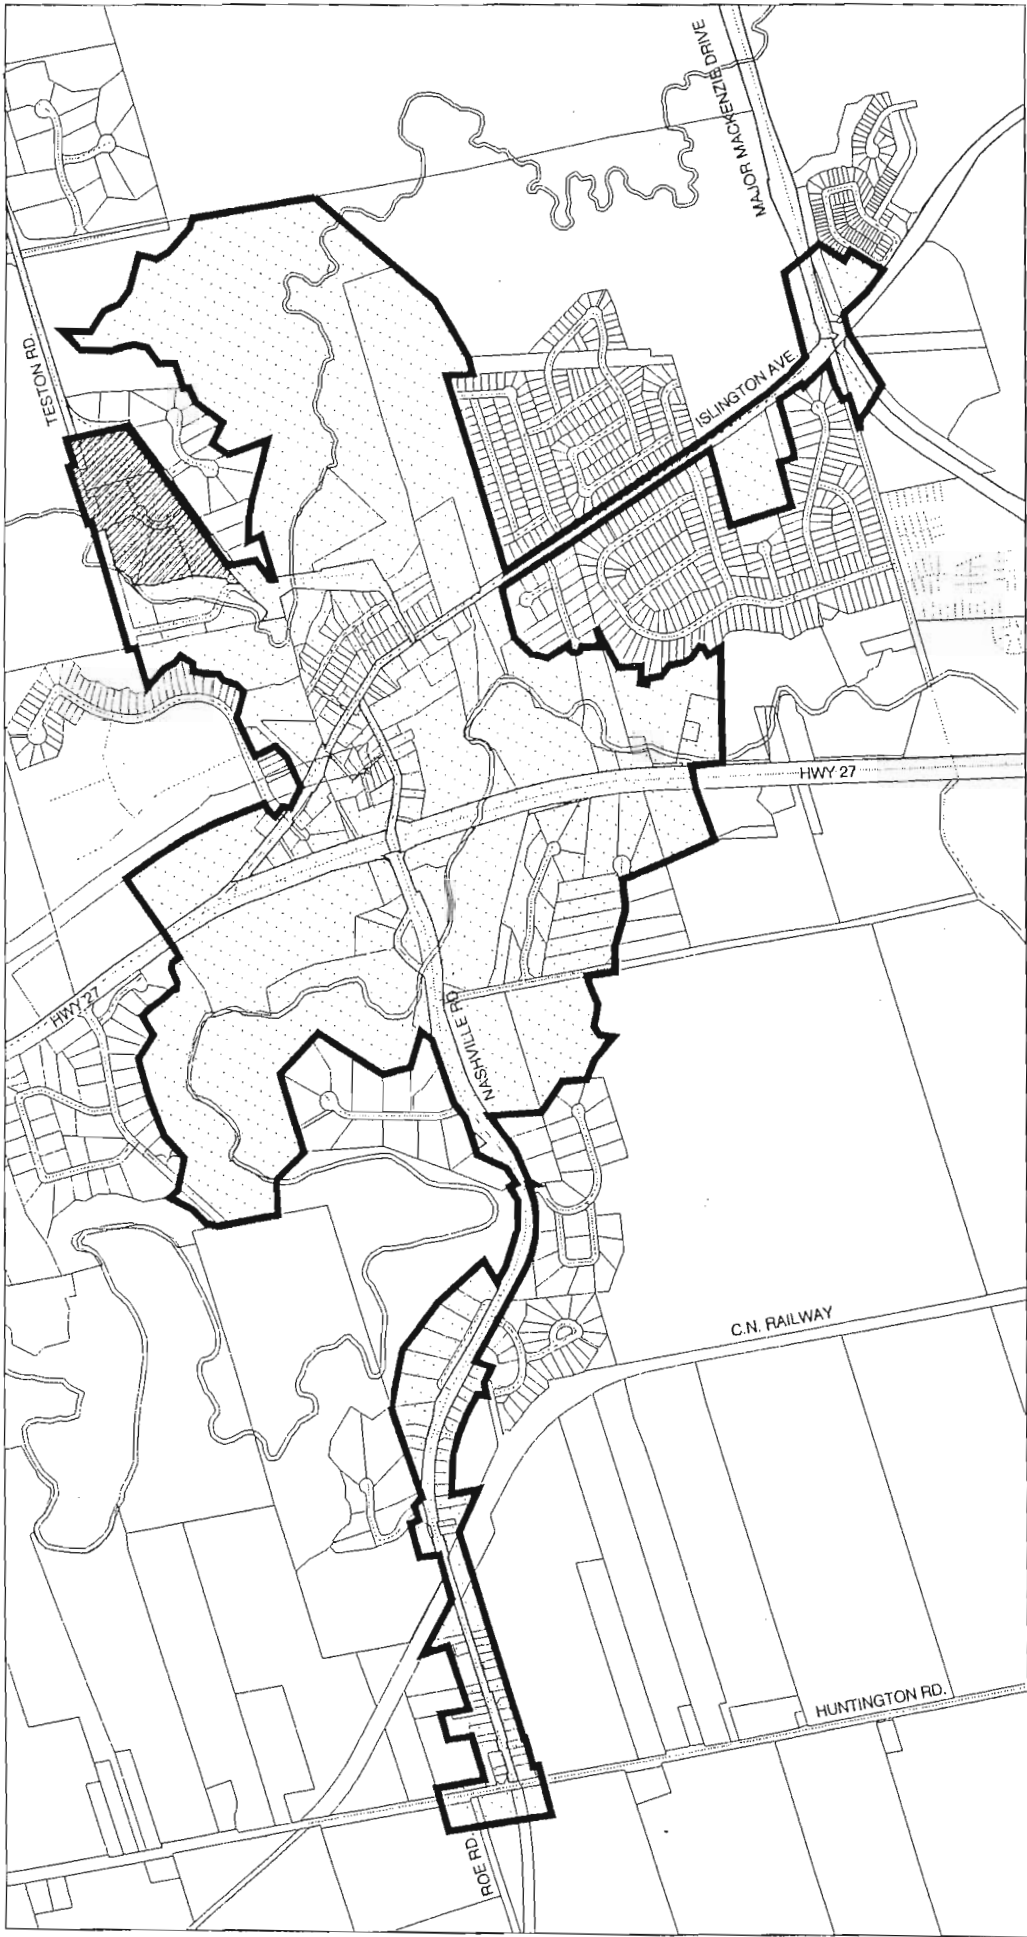 MAJOR MACKENZIE DRIVE
TESTON RD.
ISLINGTON AVE.
HWY 27
HWY 27
NASHVILLE RD
C.N. RAILWAY
HUNTINGTON RD.
ROE RD.